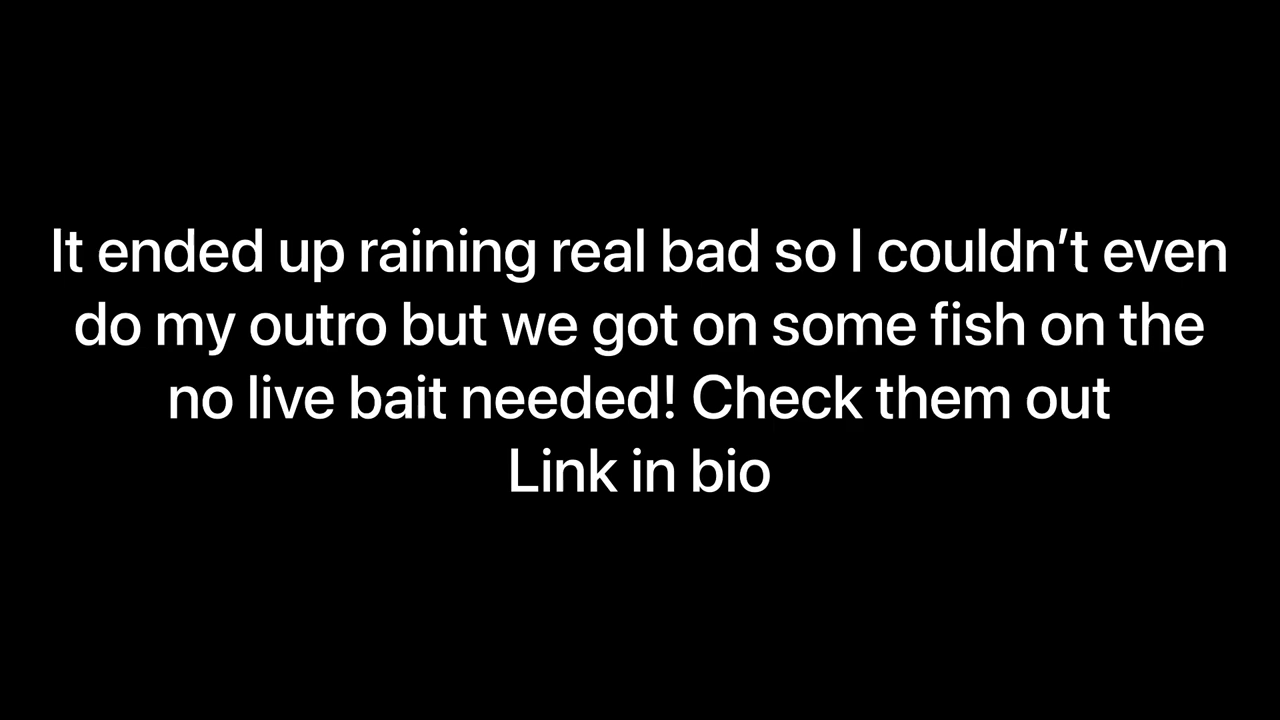 It ended up raining real bad so I couldn’t even
do my outro but we got on some fish on the
no live bait needed! Check them out
Link in bio